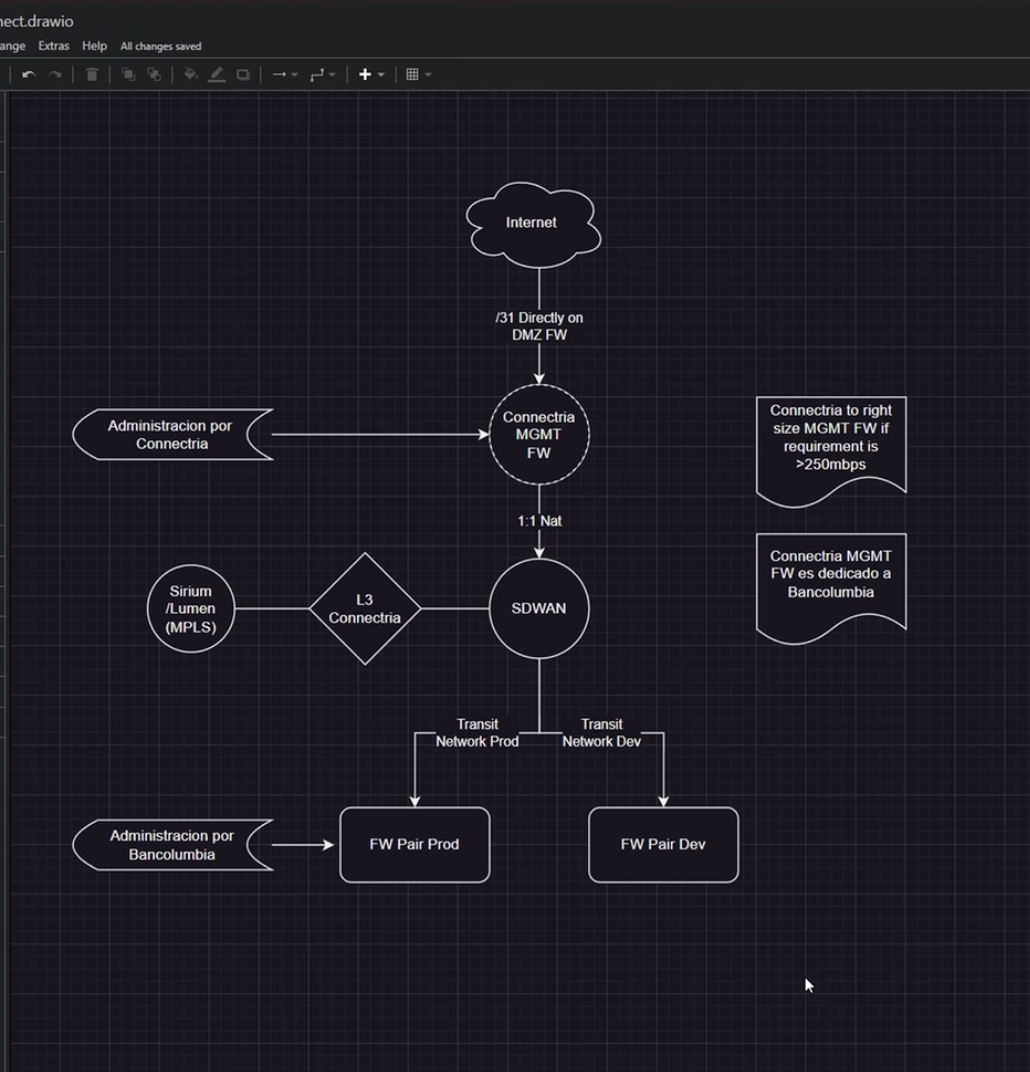 nect.drawio
ange Extras Help All changes saved
Internet
/31 Directly on
DMZ FW
Connectria
MGMT
FW
Administracion por
Connectria
Connectria to right
size MGMT FW if
requirement is
>250mbps
1:1 Nat
Connectria MGMT
FW es dedicado a
Bancolumbia
Sirium
/Lumen
(MPLS)
L3
Connectria
SDWAN
Transit
Network Prod
Transit
Network Dev
Administracion por
Bancolumbia
FW Pair Prod
FW Pair Dev